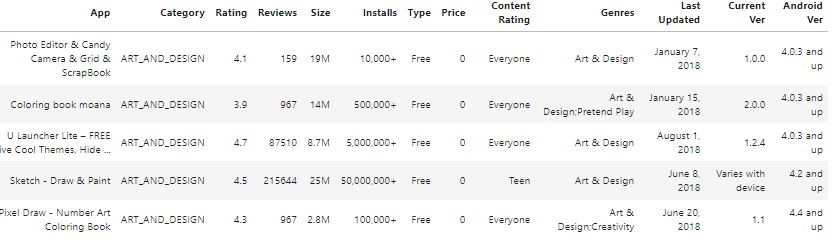 App Category Rating Reviews Size Installs Type Price Content Rating Genres Last Updated Current Ver Android Ver
Photo Editor & Candy Camera & Grid & ScrapBook ART_AND_DESIGN 4.1 159 19M 10,000+ Free 0 Everyone Art & Design January 7, 2018 1.0.0 4.0.3 and up
Coloring book moana ART_AND_DESIGN 3.9 967 14M 500,000+ Free 0 Everyone Art & Design;Pretend Play January 15, 2018 2.0.0 4.0.3 and up
U Launcher Lite – FREE ive Cool Themes, Hide ... ART_AND_DESIGN 4.7 87510 8.7M 5,000,000+ Free 0 Everyone Art & Design August 1, 2018 1.2.4 4.0.3 and up
Sketch - Draw & Paint ART_AND_DESIGN 4.5 215644 25M 50,000,000+ Free 0 Teen Art & Design June 8, 2018 Varies with device 4.2 and up
Pixel Draw - Number Art Coloring Book ART_AND_DESIGN 4.3 967 2.8M 100,000+ Free 0 Everyone Art & Design;Creativity June 20, 2018 1.1 4.4 and up